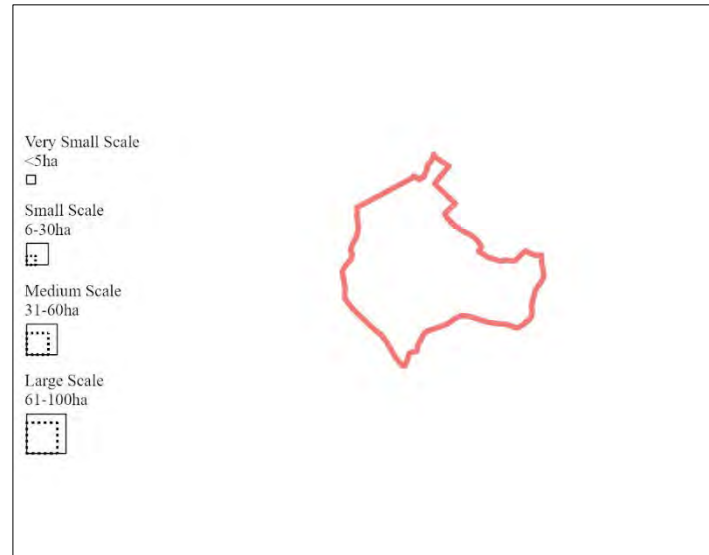 Very Small Scale
<5ha
Small Scale
6-30ha
Medium Scale
31-60ha
Large Scale
61-100ha